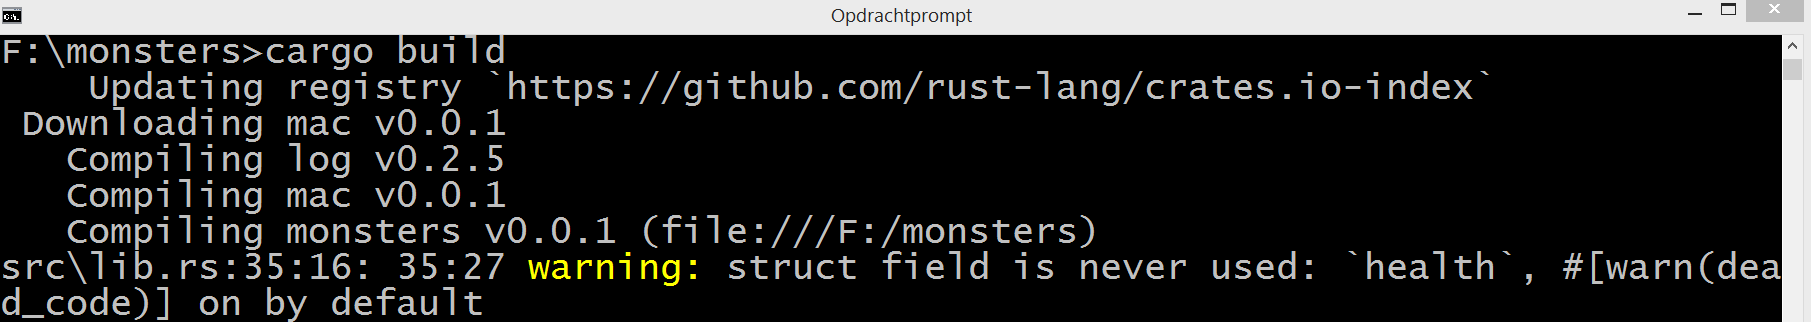 Opdrachtprompt
F:\monsters>cargo build
    Updating registry `https://github.com/rust-lang/crates.io-index`
 Downloading mac v0.0.1
   Compiling log v0.2.5
   Compiling mac v0.0.1
   Compiling monsters v0.0.1 (file:///F:/monsters)
src\lib.rs:35:16: 35:27 warning: struct field is never used: `health`, #[warn(dea
d_code)] on by default